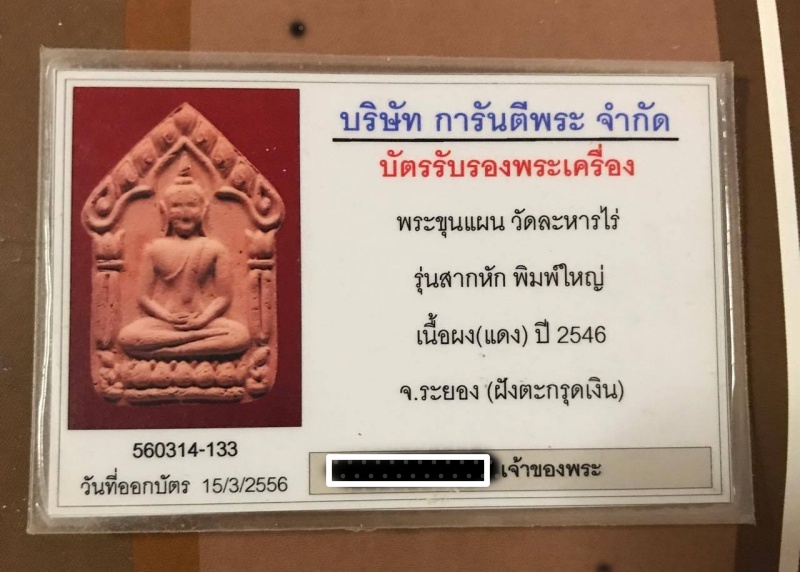 บริษัท การันตีพระ จำกัด
บัตรรับรองพระเครื่อง
พระขุนแผน วัดละหารไร่
รุ่นสากหัก พิมพ์ใหญ่
เนื้อผง(แดง) ปี 2546
จ.ระยอง (ฝังตะกรุดเงิน)
560314-133
วันที่ออกบัตร 15/3/2556
เจ้าของพระ